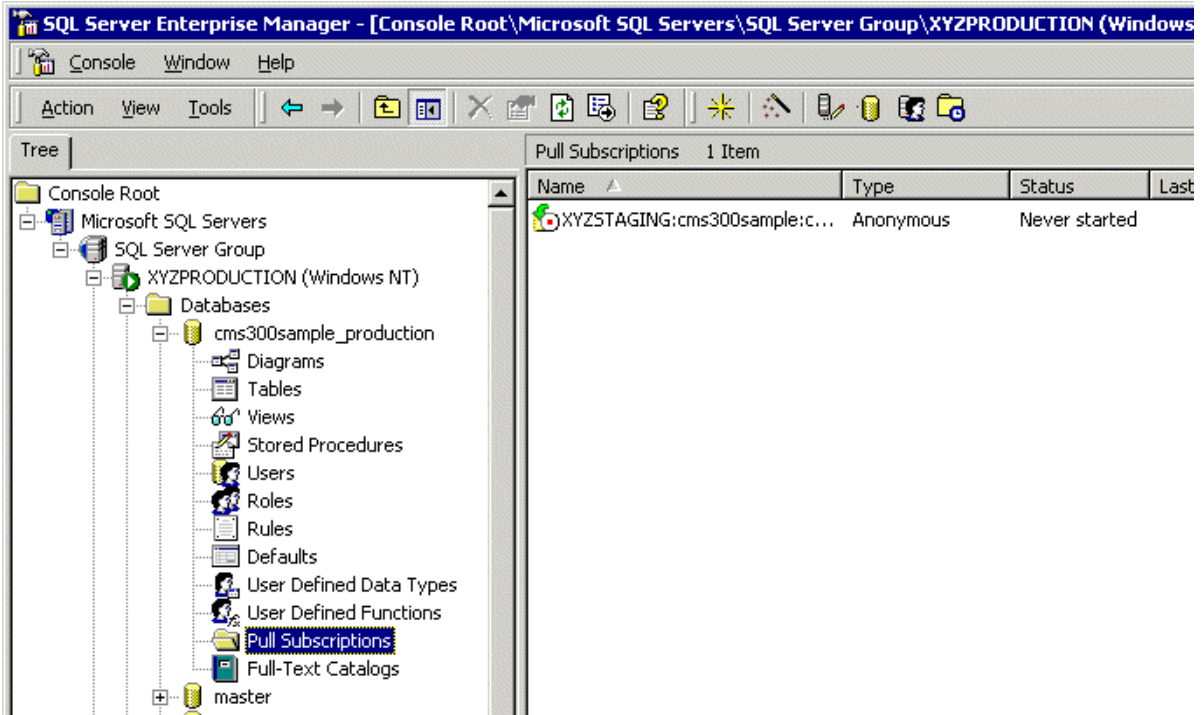 SQL Server Enterprise Manager - [Console Root\Microsoft SQL Servers\SQL Server Group\XYZPRODUCTION (Windows
Console Window Help
Action View Tools
Tree
Pull Subscriptions 1 Item
Name Type Status Last
XYZSTAGING:cms300sample:c... Anonymous Never started
Console Root
Microsoft SQL Servers
SQL Server Group
XYZPRODUCTION (Windows NT)
Databases
cms300sample_production
Diagrams
Tables
Views
Stored Procedures
Users
Roles
Rules
Defaults
User Defined Data Types
User Defined Functions
Pull Subscriptions
Full-Text Catalogs
master